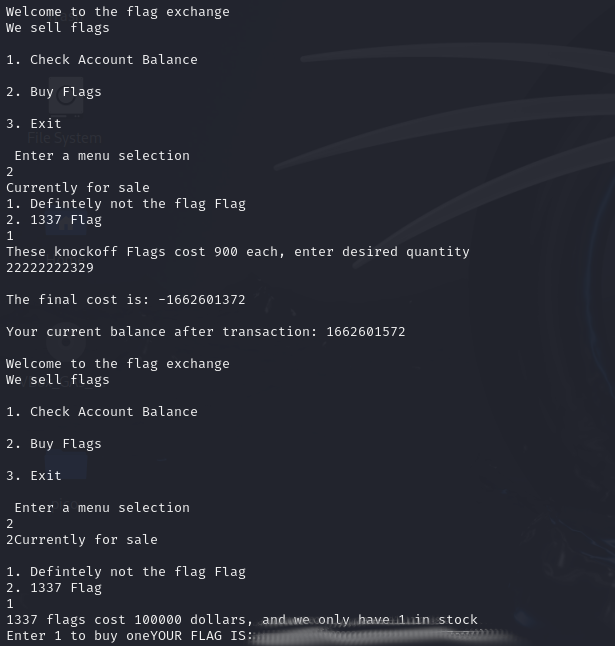 Welcome to the flag exchange
We sell flags
1. Check Account Balance
2. Buy Flags
3. Exit
Enter a menu selection
2
Currently for sale
1. Defintely not the flag Flag
2. 1337 Flag
1
These knockoff Flags cost 900 each, enter desired quantity
22222222329
The final cost is: -1662601372
Your current balance after transaction: 1662601572
Welcome to the flag exchange
We sell flags
1. Check Account Balance
2. Buy Flags
3. Exit
Enter a menu selection
2
2Currently for sale
1. Defintely not the flag Flag
2. 1337 Flag
1
1337 flags cost 100000 dollars, and we only have 1 in stock
Enter 1 to buy oneYOUR FLAG IS: